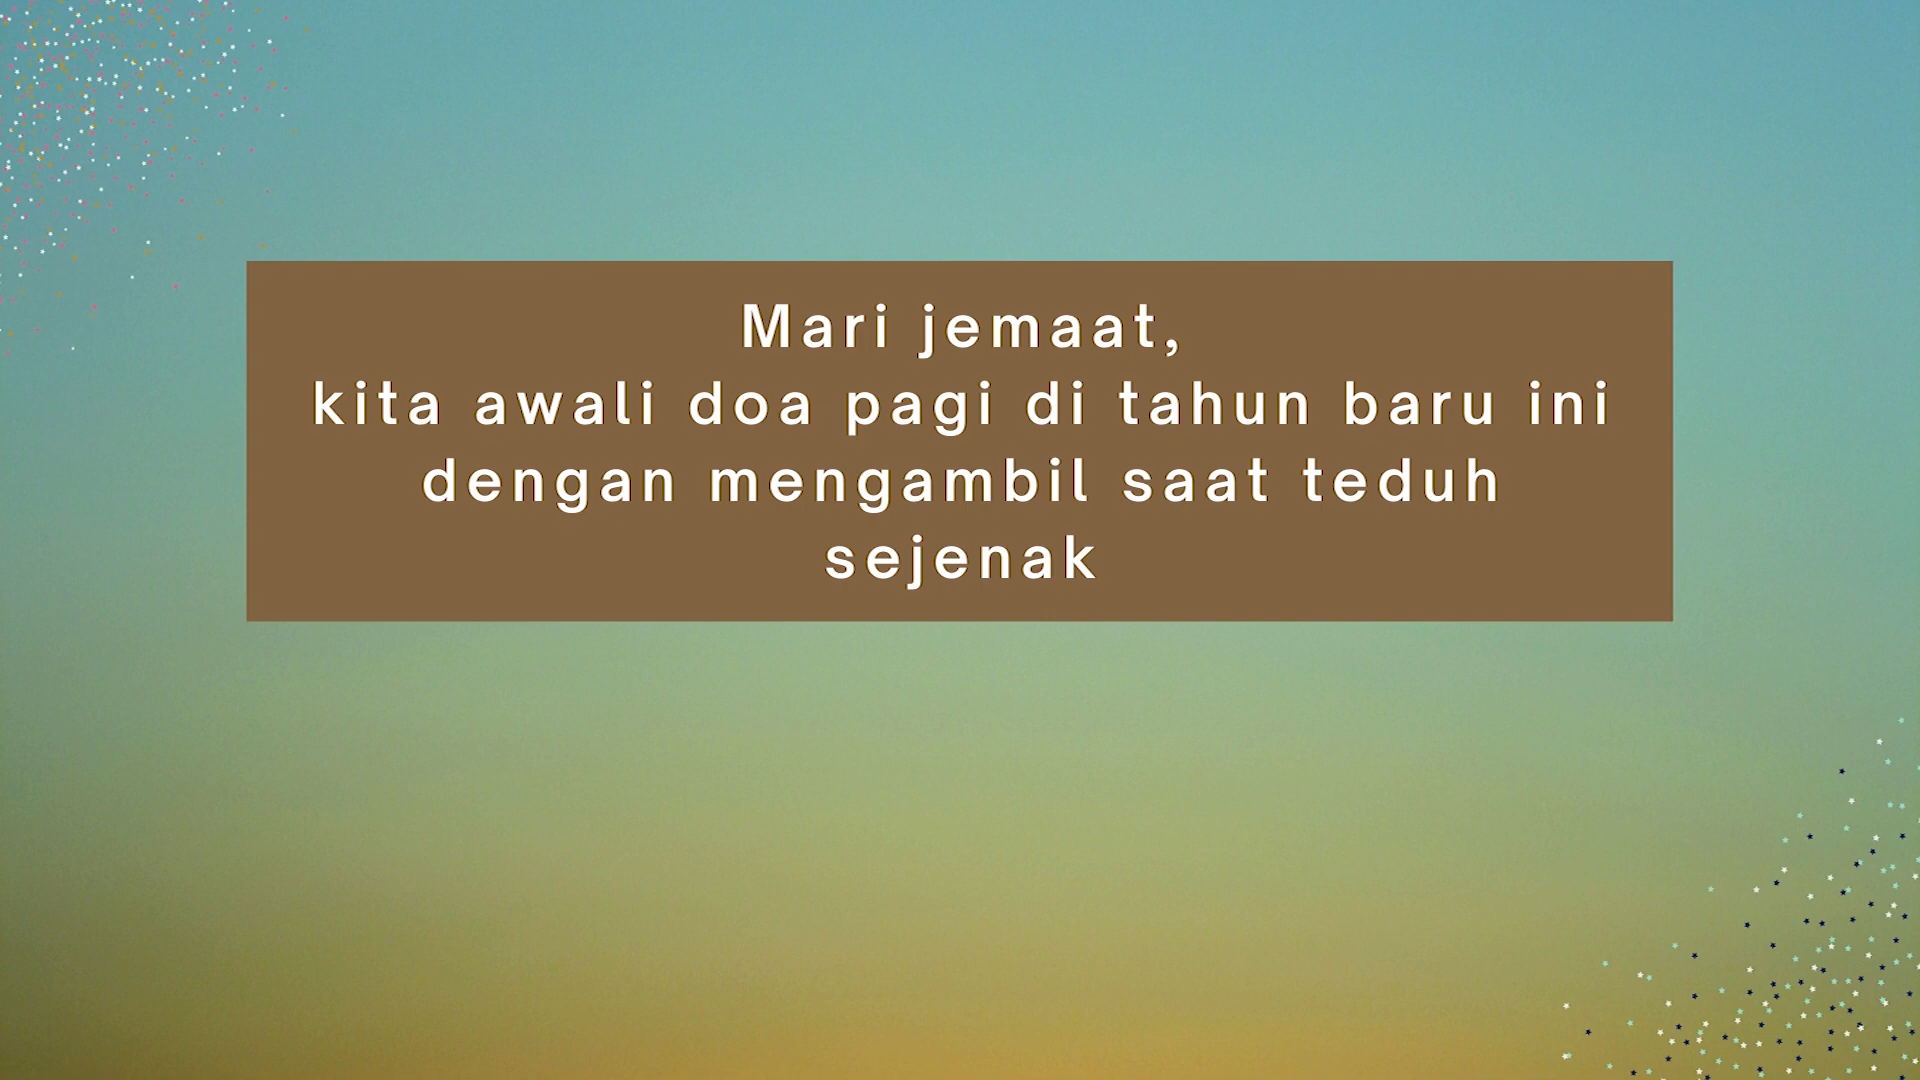 Mari jemaat,
kita awali doa pagi di tahun baru ini
dengan mengambil saat teduh
sejenak